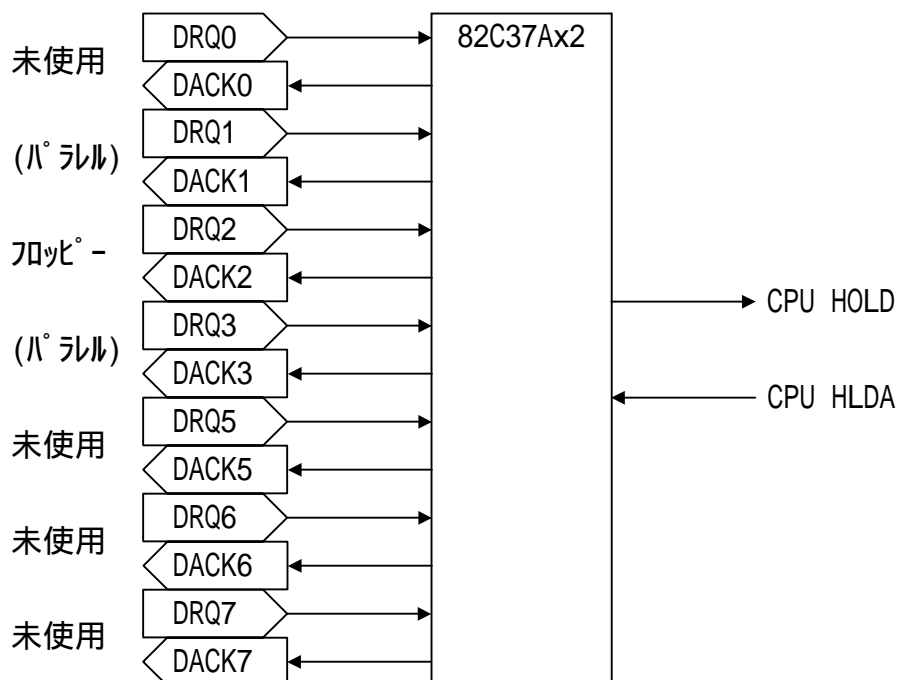 未使用
DRQ0
DACK0
82C37Ax2
(ﾊﾟﾗﾚﾙ)
DRQ1
DACK1
ﾌﾛｯﾋﾟｰ
DRQ2
DACK2
(ﾊﾟﾗﾚﾙ)
DRQ3
DACK3
未使用
DRQ5
DACK5
未使用
DRQ6
DACK6
未使用
DRQ7
DACK7
CPU HOLD
CPU HLDA